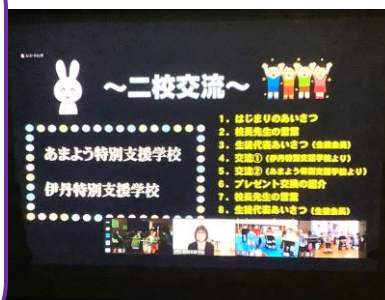 ～二校交流～
あまよう特別支援学校
伊丹特別支援学校
1. はじまりのあいさつ
2. 校長先生の言葉
3. 生徒代表あいさつ (生徒会長)
4. 交流① (伊丹特別支援学校より)
5. 交流② (あまよう特別支援学校より)
6. プレゼント交換の紹介
7. 校長先生の言葉
8. 生徒代表あいさつ (生徒会長)